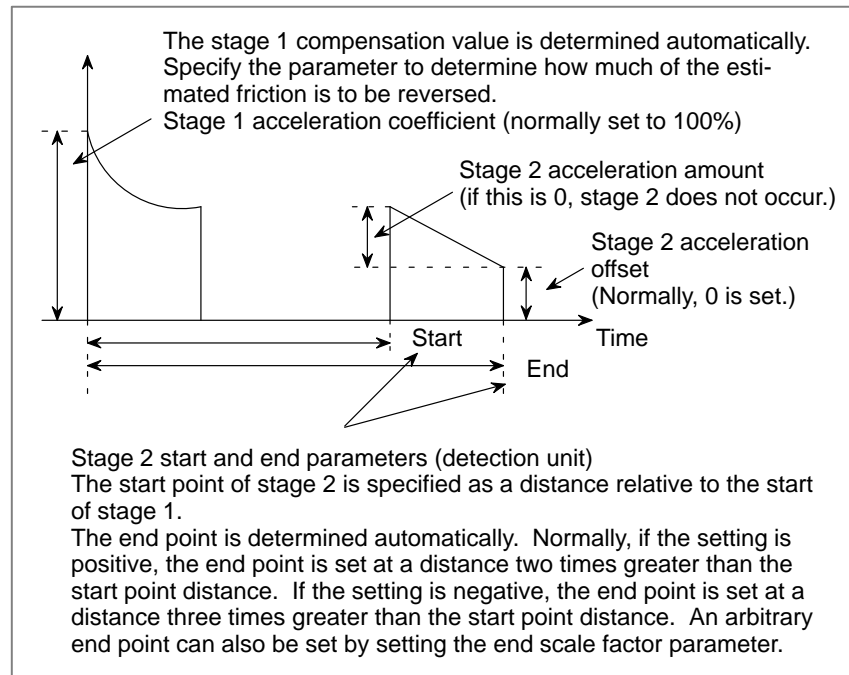 The stage 1 compensation value is determined automatically.
Specify the parameter to determine how much of the esti-
mated friction is to be reversed.
Stage 1 acceleration coefficient (normally set to 100%)
Stage 2 acceleration amount
(if this is 0, stage 2 does not occur.)
Stage 2 acceleration
offset
(Normally, 0 is set.)
Time
Start
End
Stage 2 start and end parameters (detection unit)
The start point of stage 2 is specified as a distance relative to the start
of stage 1.
The end point is determined automatically.  Normally, if the setting is
positive, the end point is set at a distance two times greater than the
start point distance.  If the setting is negative, the end point is set at a
distance three times greater than the start point distance.  An arbitrary
end point can also be set by setting the end scale factor parameter.